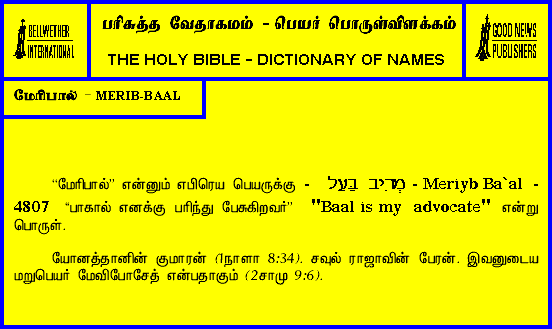 BELLWETHER
INTERNATIONAL
பரிசுத்த வேதாகமம் - பெயர் பொருள்விளக்கம்
THE HOLY BIBLE - DICTIONARY OF NAMES
GOOD NEWS
PUBLISHERS
மேரிபால் - MERIB-BAAL
“மேரிபால்” என்னும் எபிரெய பெயருக்கு - מְרִיב בַּעַל - Meriyb Ba`al -
4807 “பாகால் எனக்கு பரிந்து பேசுகிறவர்” "Baal is my advocate" என்று
பொருள்.
யோனத்தானின் குமாரன் (1நாளா 8:34). சவுல் ராஜாவின் பேரன். இவனுடைய
மறுபெயர் மேவிபோசேத் என்பதாகும் (2சாமு 9:6).